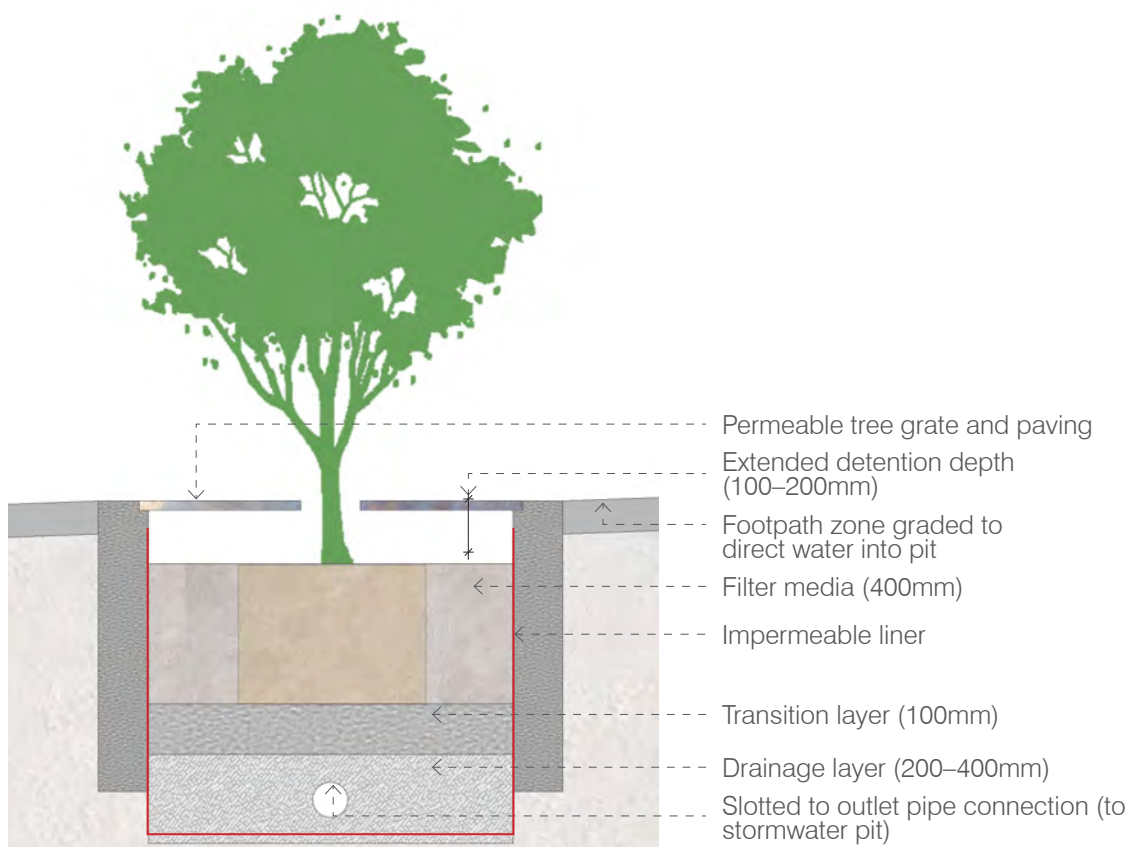 Permeable tree grate and paving
Extended detention depth
(100–200mm)
Footpath zone graded to
direct water into pit
Filter media (400mm)
Impermeable liner
Transition layer (100mm)
Drainage layer (200–400mm)
Slotted to outlet pipe connection (to
stormwater pit)